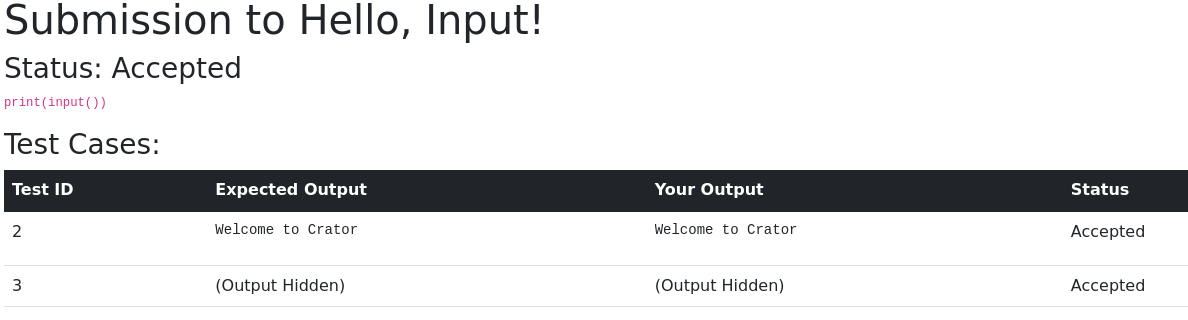 Submission to Hello, Input!
Status: Accepted
print(input())
Test Cases:
Test ID Expected Output Your Output Status
2 Welcome to Crator Welcome to Crator Accepted
3 (Output Hidden) (Output Hidden) Accepted